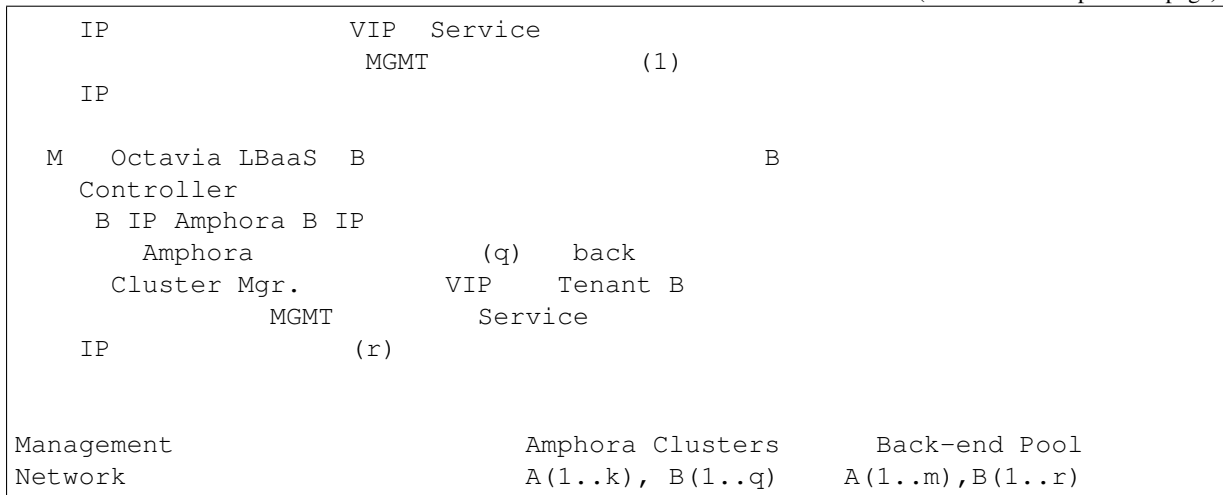 IP VIP Service
MGMT (1)
IP
M Octavia LBaaS B B
Controller
B IP Amphora B IP
Amphora (q) back
Cluster Mgr. VIP Tenant B
MGMT Service
IP (r)
Management Amphora Clusters Back-end Pool
Network A(1..k), B(1..q) A(1..m),B(1..r)